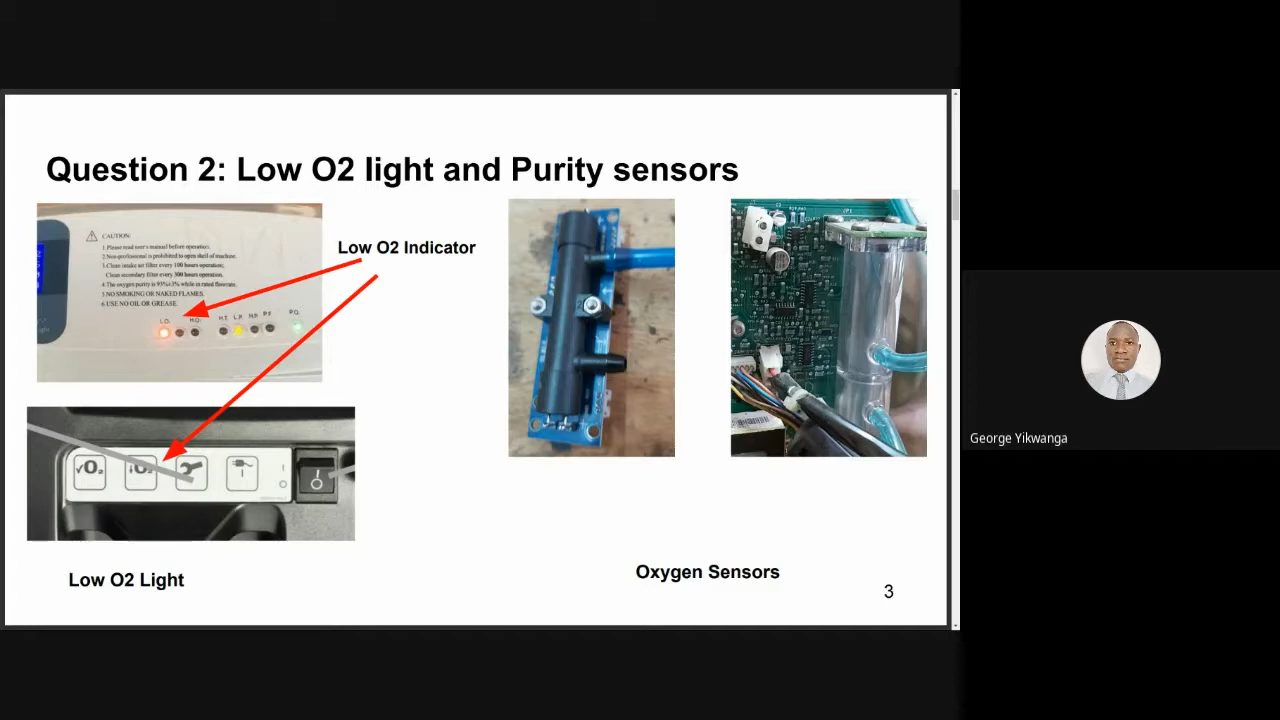 Question 2: Low O2 light and Purity sensors
CAUTION:
1.Please read user's manual before operation.
2.Non-professional is prohibited to open shell of machine.
3.Clean intake air filter every 100 hours operation;
Clean secondary filter every 300 hours operation.
4.The oxygen purity is 93%±3% while in rated flowrate.
5.NO SMOKING OR NAKED FLAMES.
6.USE NO OIL OR GREASE.
L.O. M.O. H.T. L.P. H.P. P.F. P.O.
Low O2 Indicator
√O₂
↓O₂
Low O2 Light
JP1
Oxygen Sensors
3
George Yikwanga